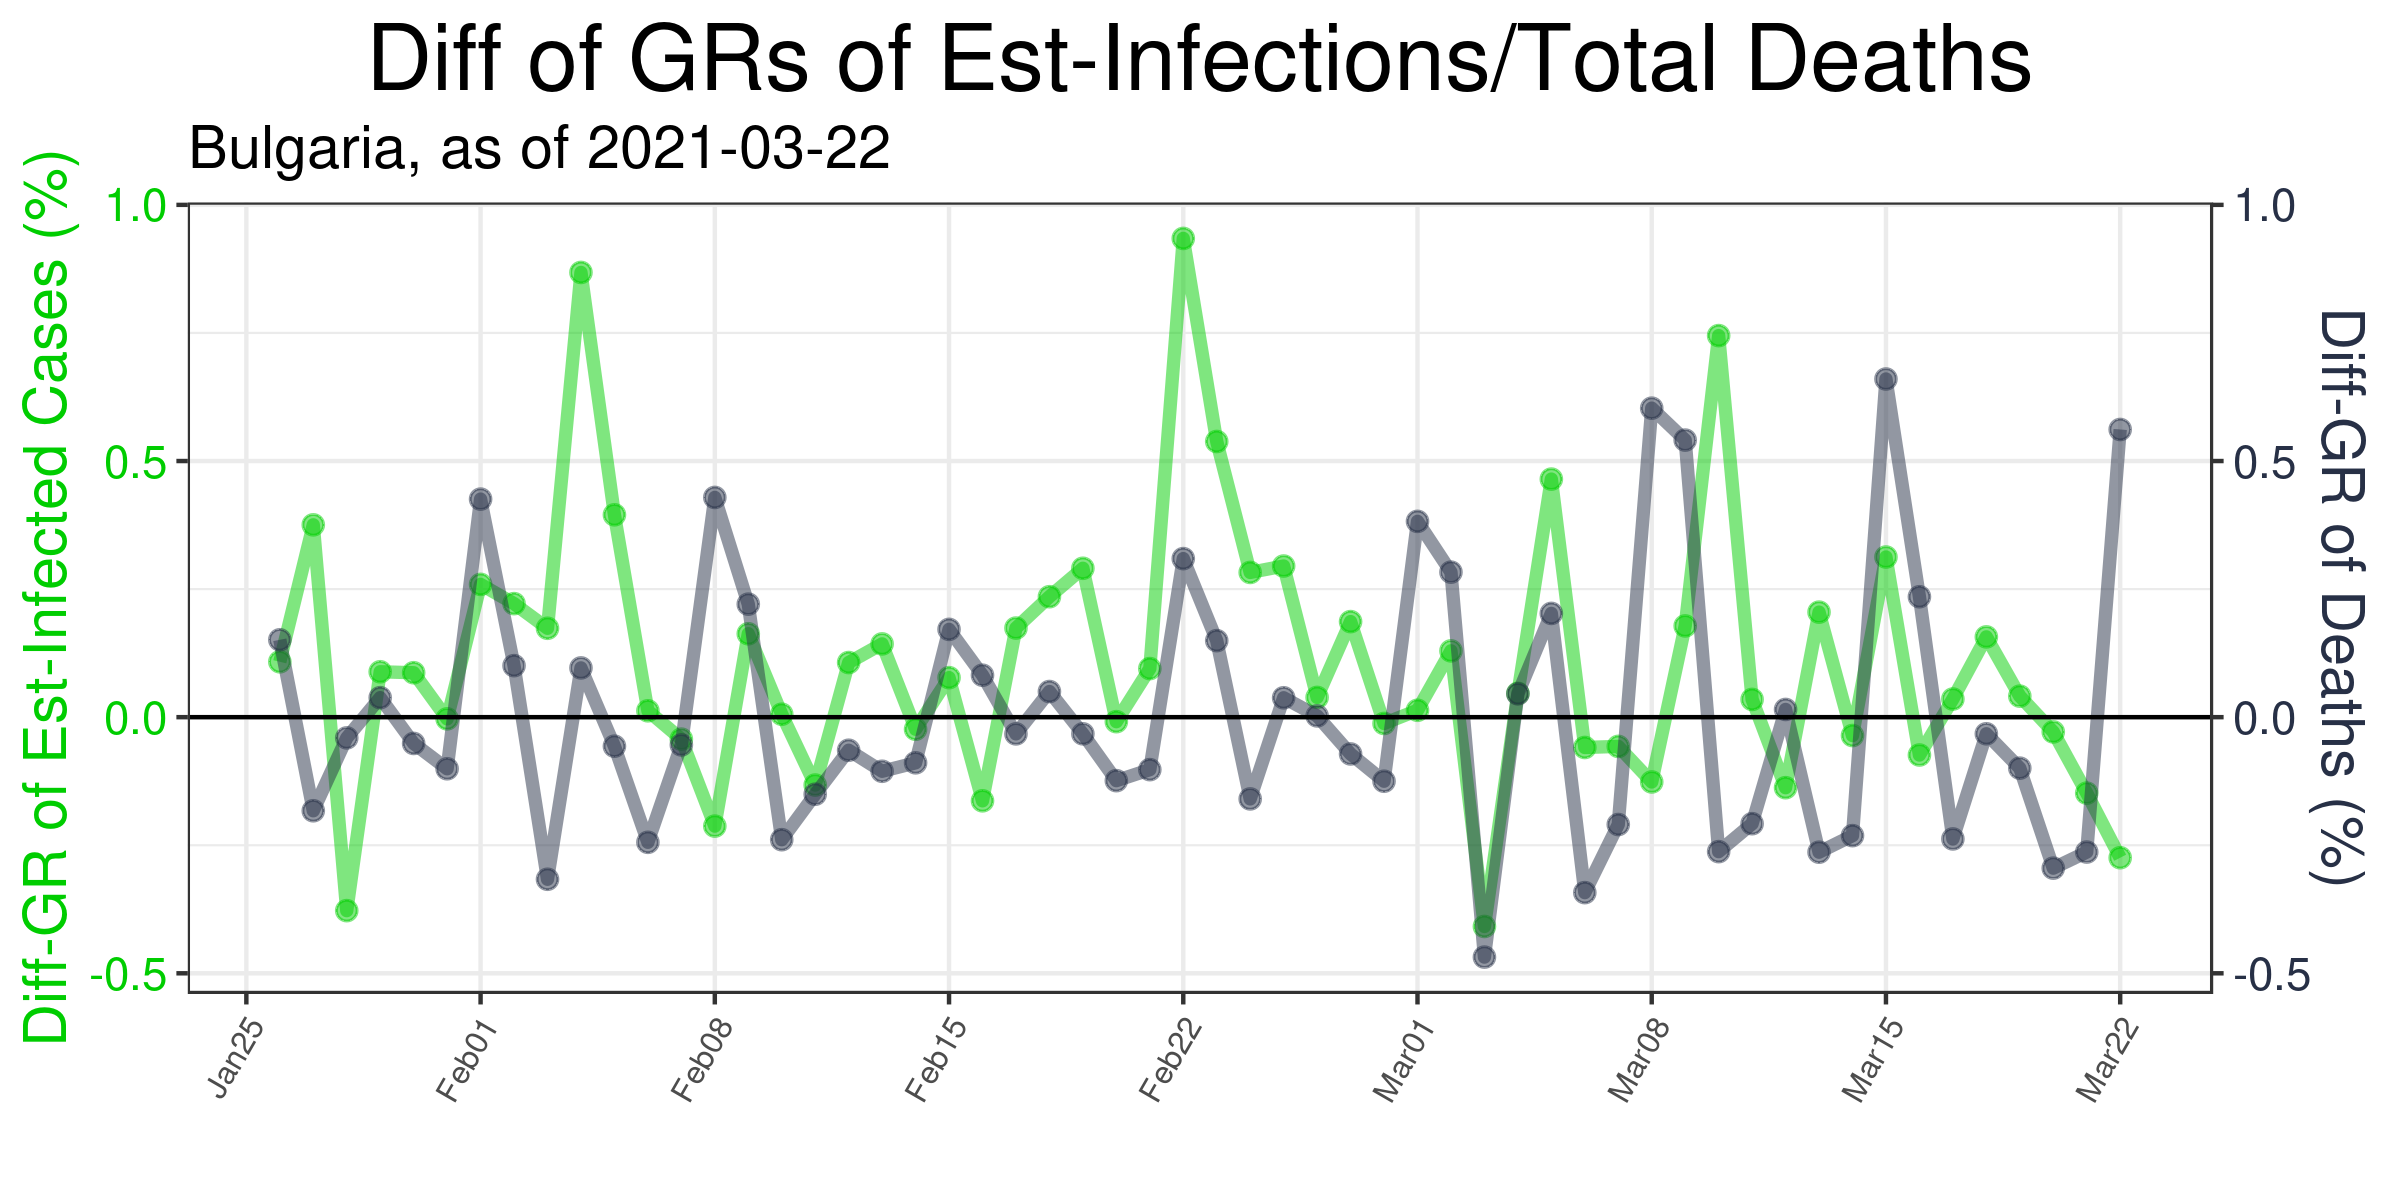 Diff of GRs of Est-Infections/Total Deaths
Bulgaria, as of 2021-03-22
Diff-GR of Est-Infected Cases (%)
1.0
0.5
0.0
-0.5
1.0
0.5
0.0
-0.5
Diff-GR of Deaths (%)
Jan25
Feb01
Feb08
Feb15
Feb22
Mar01
Mar08
Mar15
Mar22